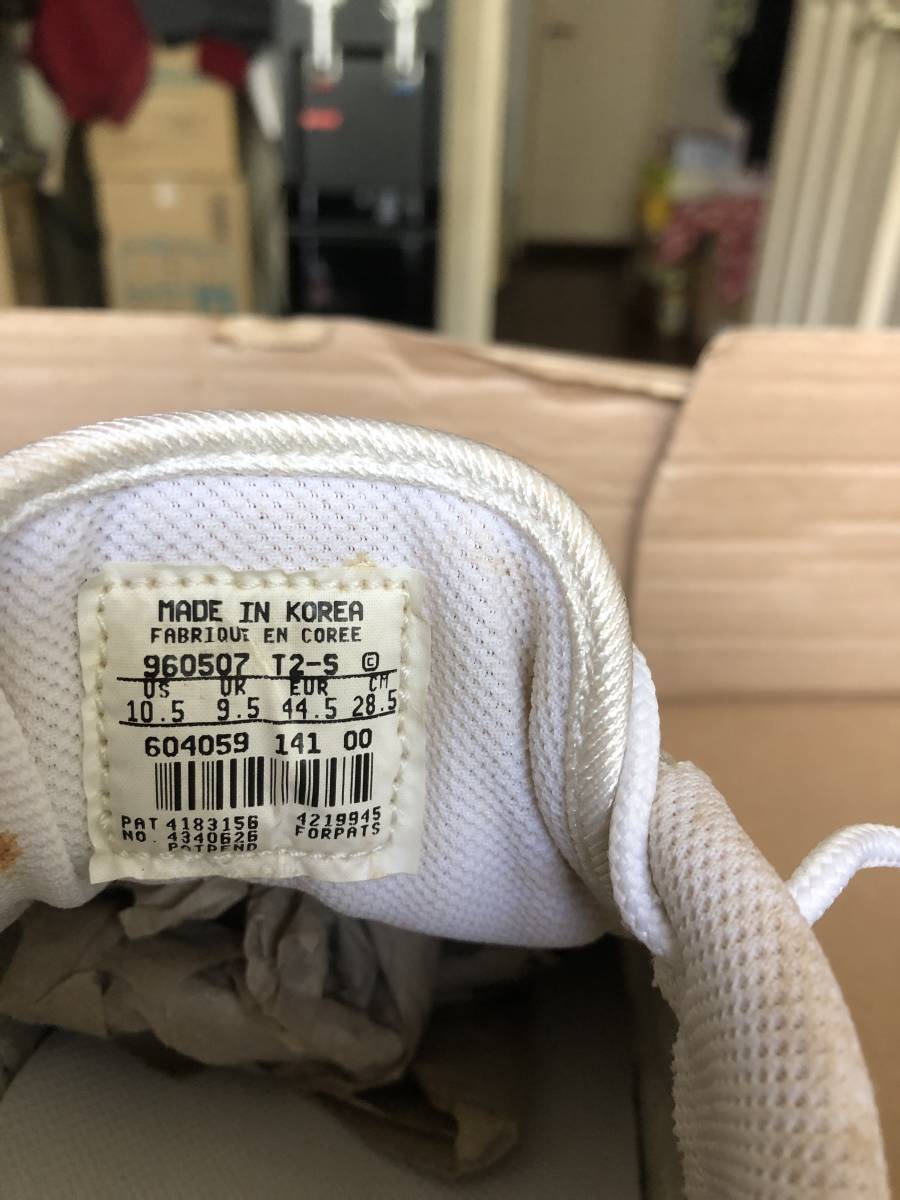 MADE IN KOREA
FABRIQUE EN COREE
960507 T2-S ©
US UK EUR CM
10.5 9.5 44.5 28.5
604059 141 00
PAT 4183156 4219945
NO. 4340626 FORPATS
PATPEND